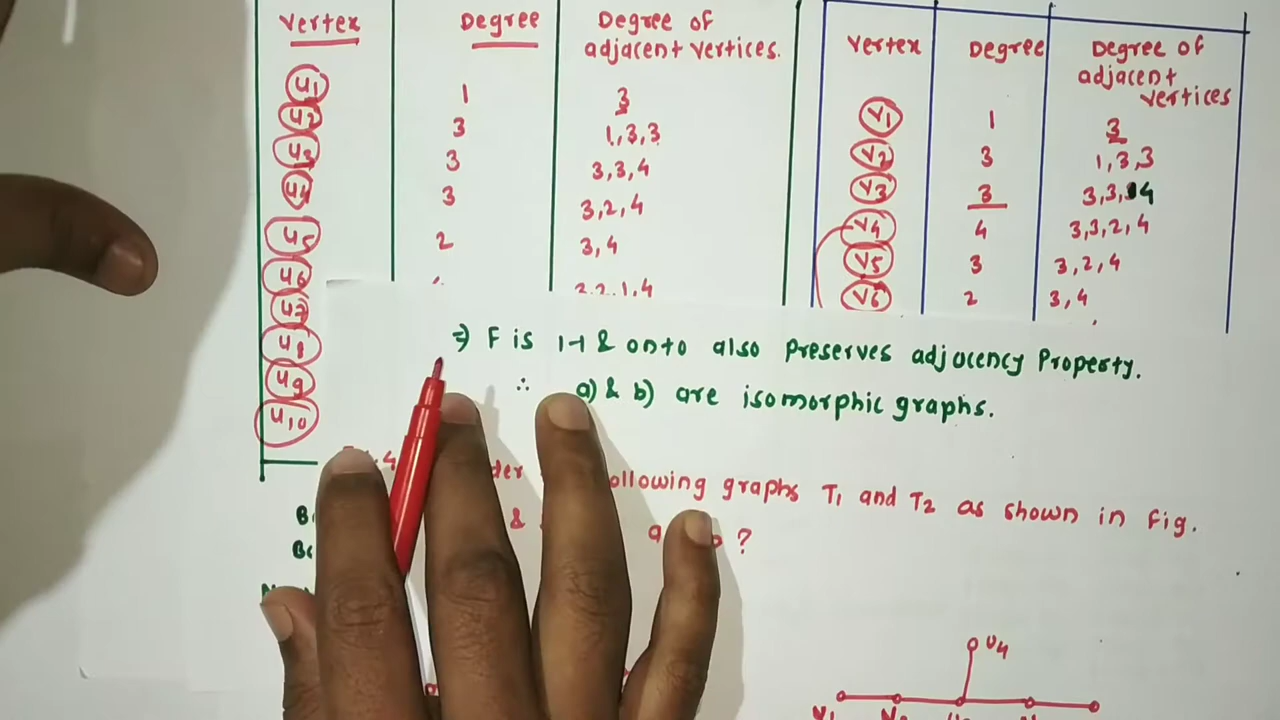 Vertex Degree Degree of adjacent vertices.
u1 1 3
u2 3 1,3,3
u3 3 3,3,4
u4 3 3,2,4
u5 2 3,4
u6
u7
u8
u9
u10
Vertex Degree Degree of adjacent vertices
v1 1 3
v2 3 1,3,3
v3 3 3,3,4
v4 4 3,3,2,4
v5 3 3,2,4
v6 2 3,4
⇒ F is 1-1 & onto also preserves adjacency Property.
∴ a) & b) are isomorphic graphs.
ollowing graphs T1 and T2 as shown in Fig.
&
?
v4
v1